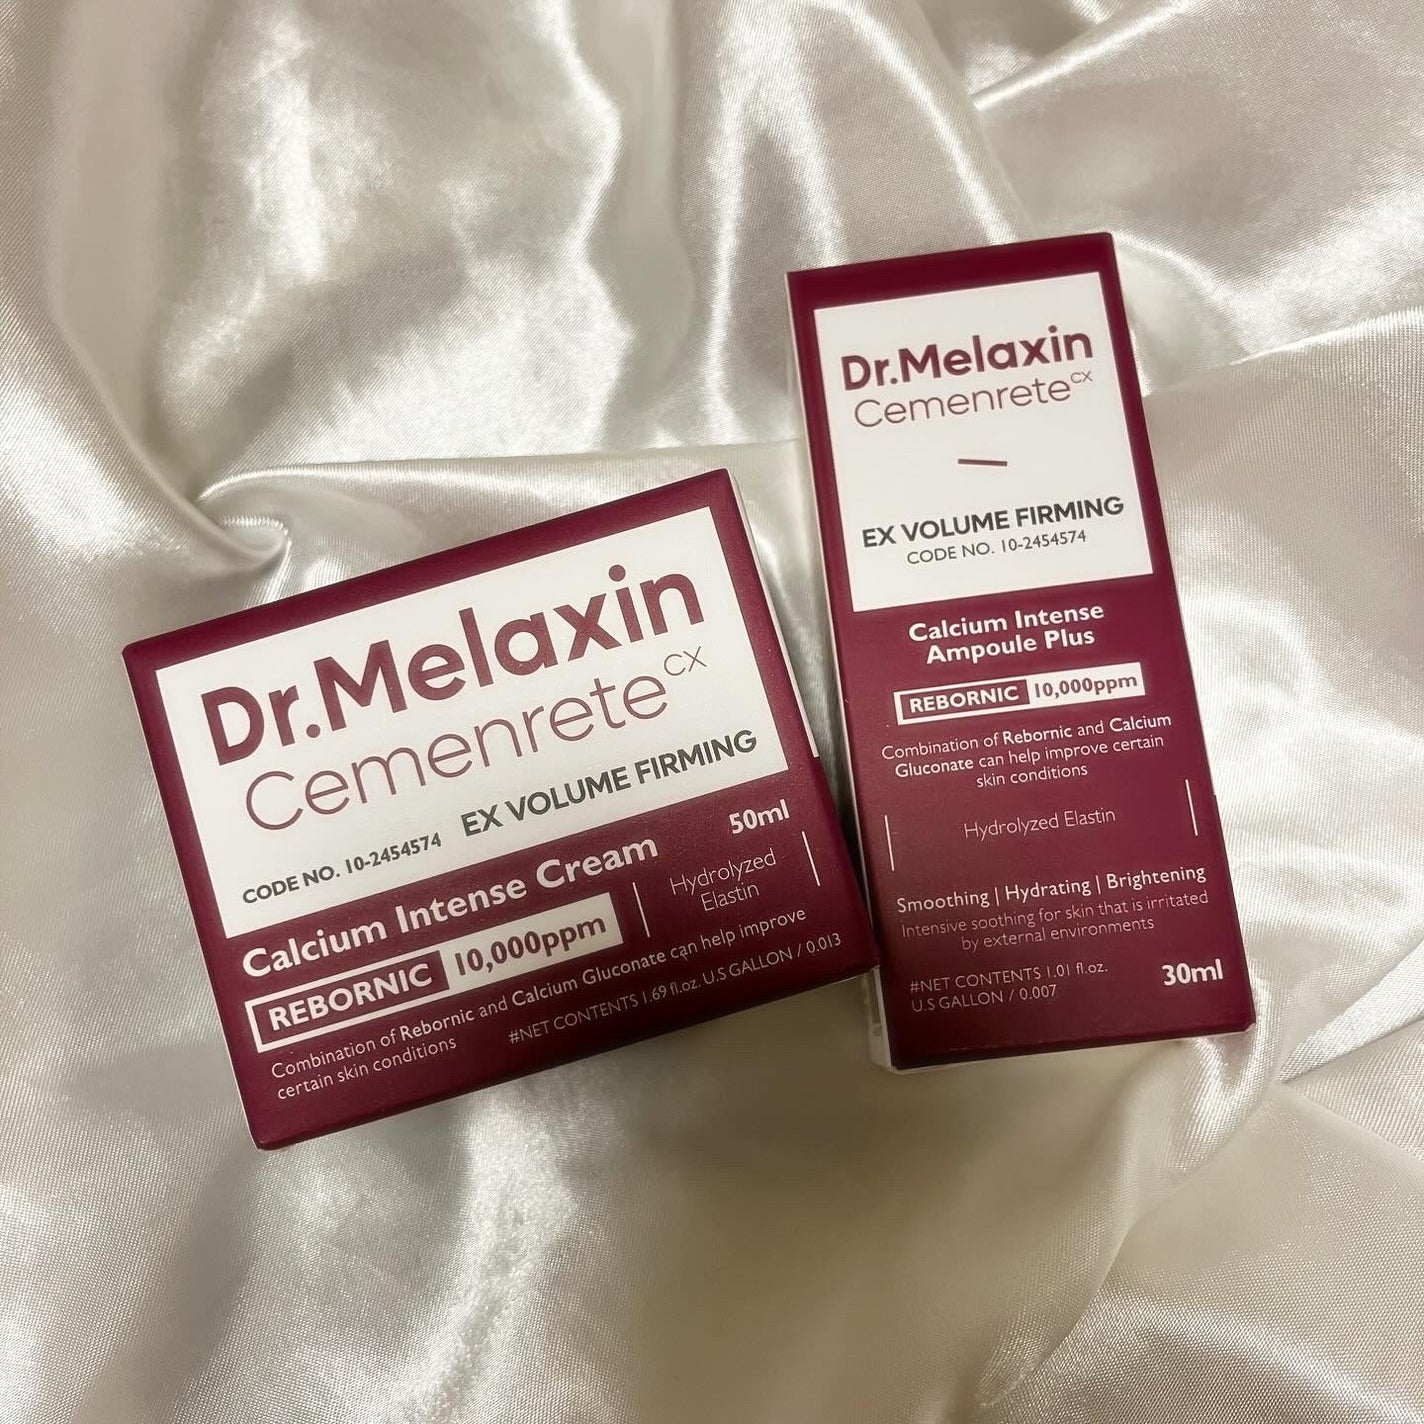 Dr.Melaxin
Cemenrete CX
CODE NO. 10-2454574 EX VOLUME FIRMING
Calcium Intense Cream 50ml
REBORNIC 10,000ppm
Hydrolyzed
Elastin
Combination of Rebornic and Calcium Gluconate can help improve
certain skin conditions
#NET CONTENTS 1.69 fl.oz. U.S GALLON / 0.013
Dr.Melaxin
Cemenrete CX
EX VOLUME FIRMING
CODE NO. 10-2454574
Calcium Intense
Ampoule Plus
REBORNIC 10,000ppm
Combination of Rebornic and Calcium
Gluconate can help improve certain
skin conditions
Hydrolyzed Elastin
Smoothing | Hydrating | Brightening
Intensive soothing for skin that is irritated
by external environments
#NET CONTENTS 1.01 fl.oz.
U.S GALLON / 0.007
30ml